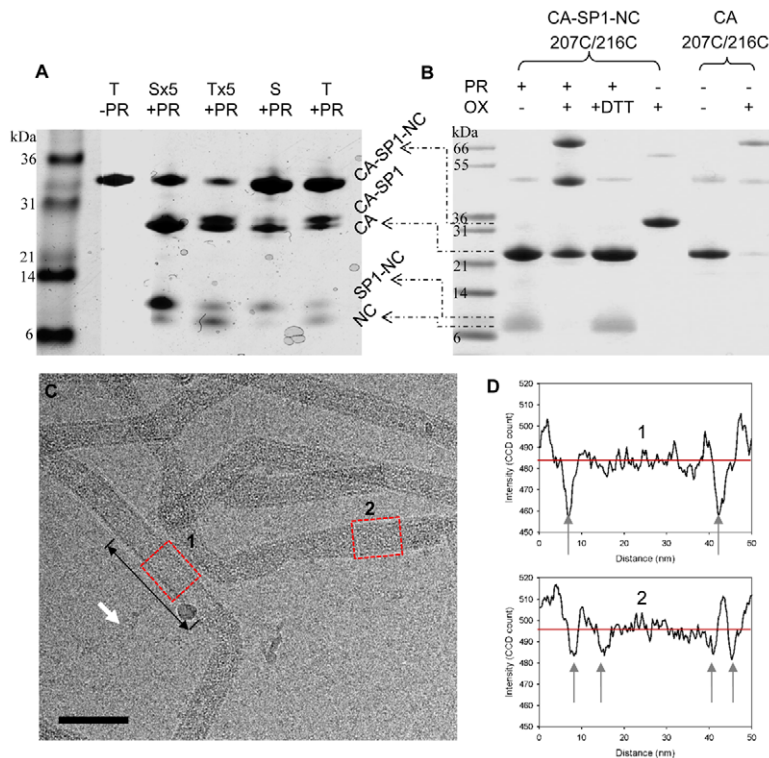 CA-SP1-NC
207C/216C
CA
207C/216C
A
T Sx5 Tx5 S T
-PR +PR +PR +PR +PR
kDa
36
31
21
14
6
CA-SP1-NC
CA-SP1
CA
SP1-NC
NC
B
PR + + + - - -
OX - + +DTT + - +
kDa
66
55
36
31
21
14
6
C
1
2
D
Intensity (CCD count)
520
510
500
490
480
470
460
450
1
0 10 20 30 40 50
Distance (nm)
Intensity (CCD count)
520
510
500
490
480
470
460
450
2
0 10 20 30 40 50
Distance (nm)